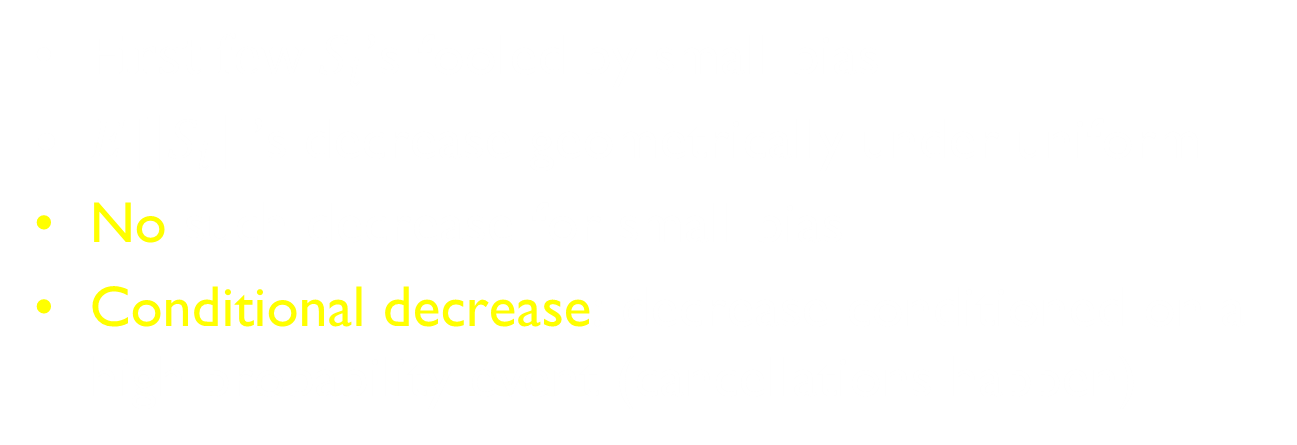 • No
• Conditional decrease